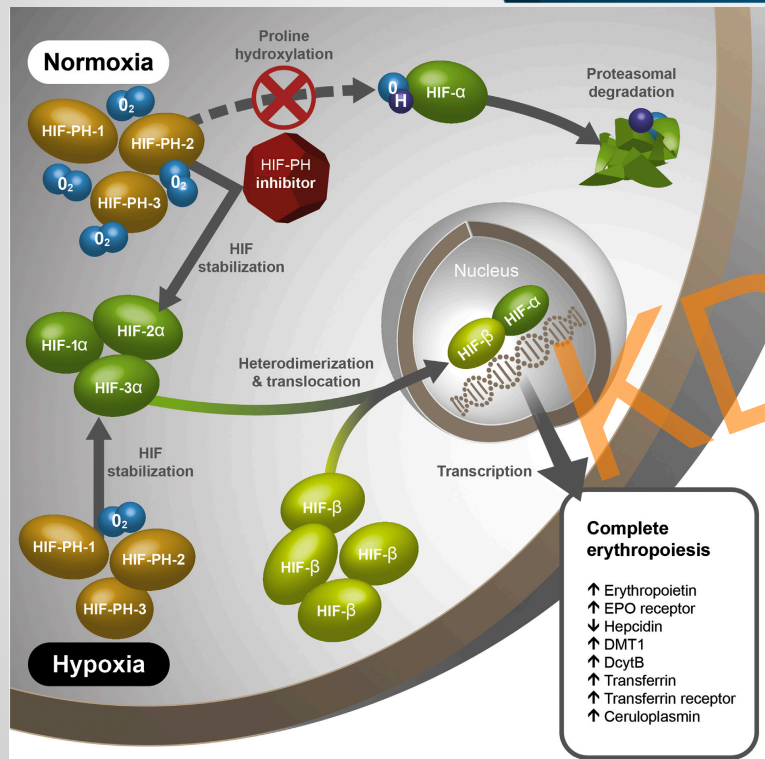 Normoxia
Proline
hydroxylation
O₂
HIF-PH-1
HIF-PH-2
O₂
O₂
HIF-PH-3
O₂
HIF-PH
inhibitor
O
H
HIF-α
Proteasomal
degradation
HIF
stabilization
HIF-1α
HIF-2α
HIF-3α
Nucleus
HIF-β
HIF-α
Heterodimerization
& translocation
HIF
stabilization
Transcription
O₂
HIF-PH-1
HIF-PH-2
HIF-PH-3
Hypoxia
HIF-β
HIF-β
HIF-β
HIF-β
Complete
erythropoiesis
↑ Erythropoietin
↑ EPO receptor
↓ Hepcidin
↑ DMT1
↑ DcytB
↑ Transferrin
↑ Transferrin receptor
↑ Ceruloplasmin